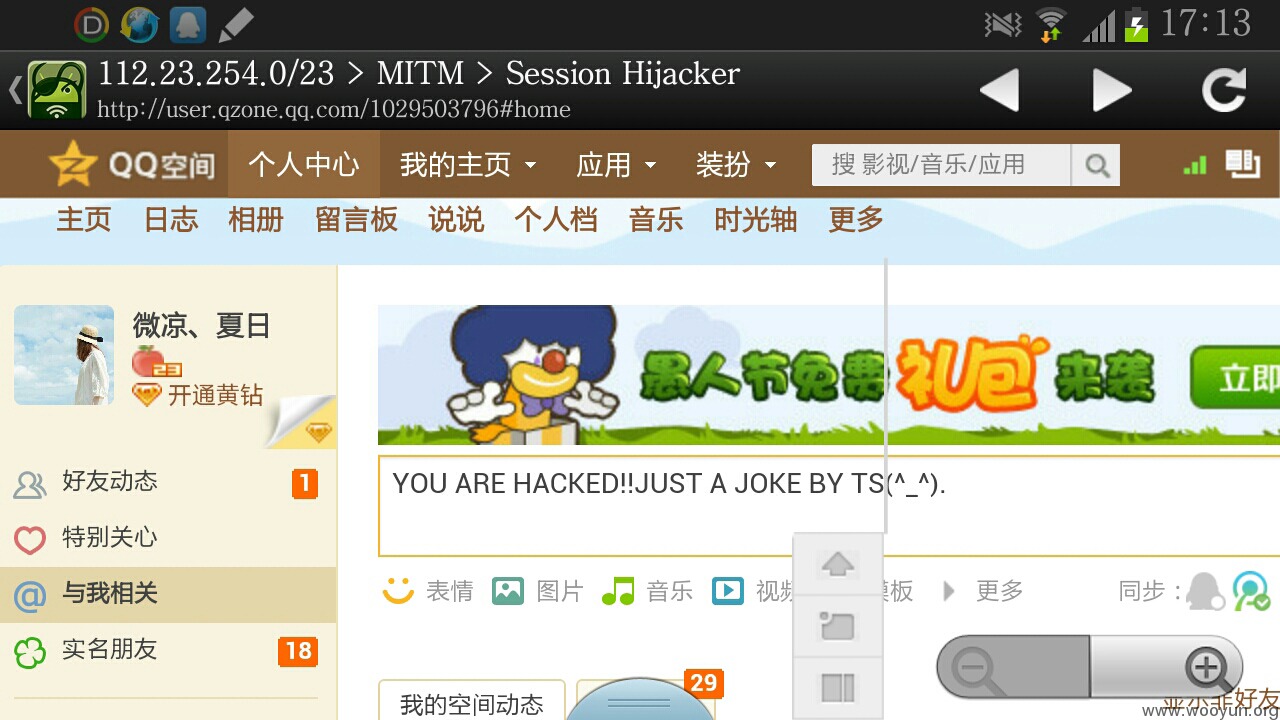 17:13
112.23.254.0/23 > MITM > Session Hijacker
http://user.qzone.qq.com/1029503796#home
QQ空间 个人中心 我的主页 应用 装扮 搜 影视/音乐/应用
主页 日志 相册 留言板 说说 个人档 音乐 时光轴 更多
微凉、夏日
23
开通黄钻
愚人节免费礼包来袭 立即
YOU ARE HACKED!!JUST A JOKE BY TS(^_^).
好友动态 1
特别关心
与我相关
实名朋友 18
表情 图片 音乐 视频 模板 更多 同步 :
我的空间动态 29
显示非好友
www.wooyun.org